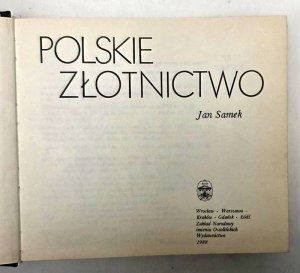 POLSKIE
ZŁOTNICTWO
Jan Samek
Wrocław - Warszawa -
Kraków - Gdańsk - Łódź
Zakład Narodowy
imienia Ossolińskich
Wydawnictwo
1988